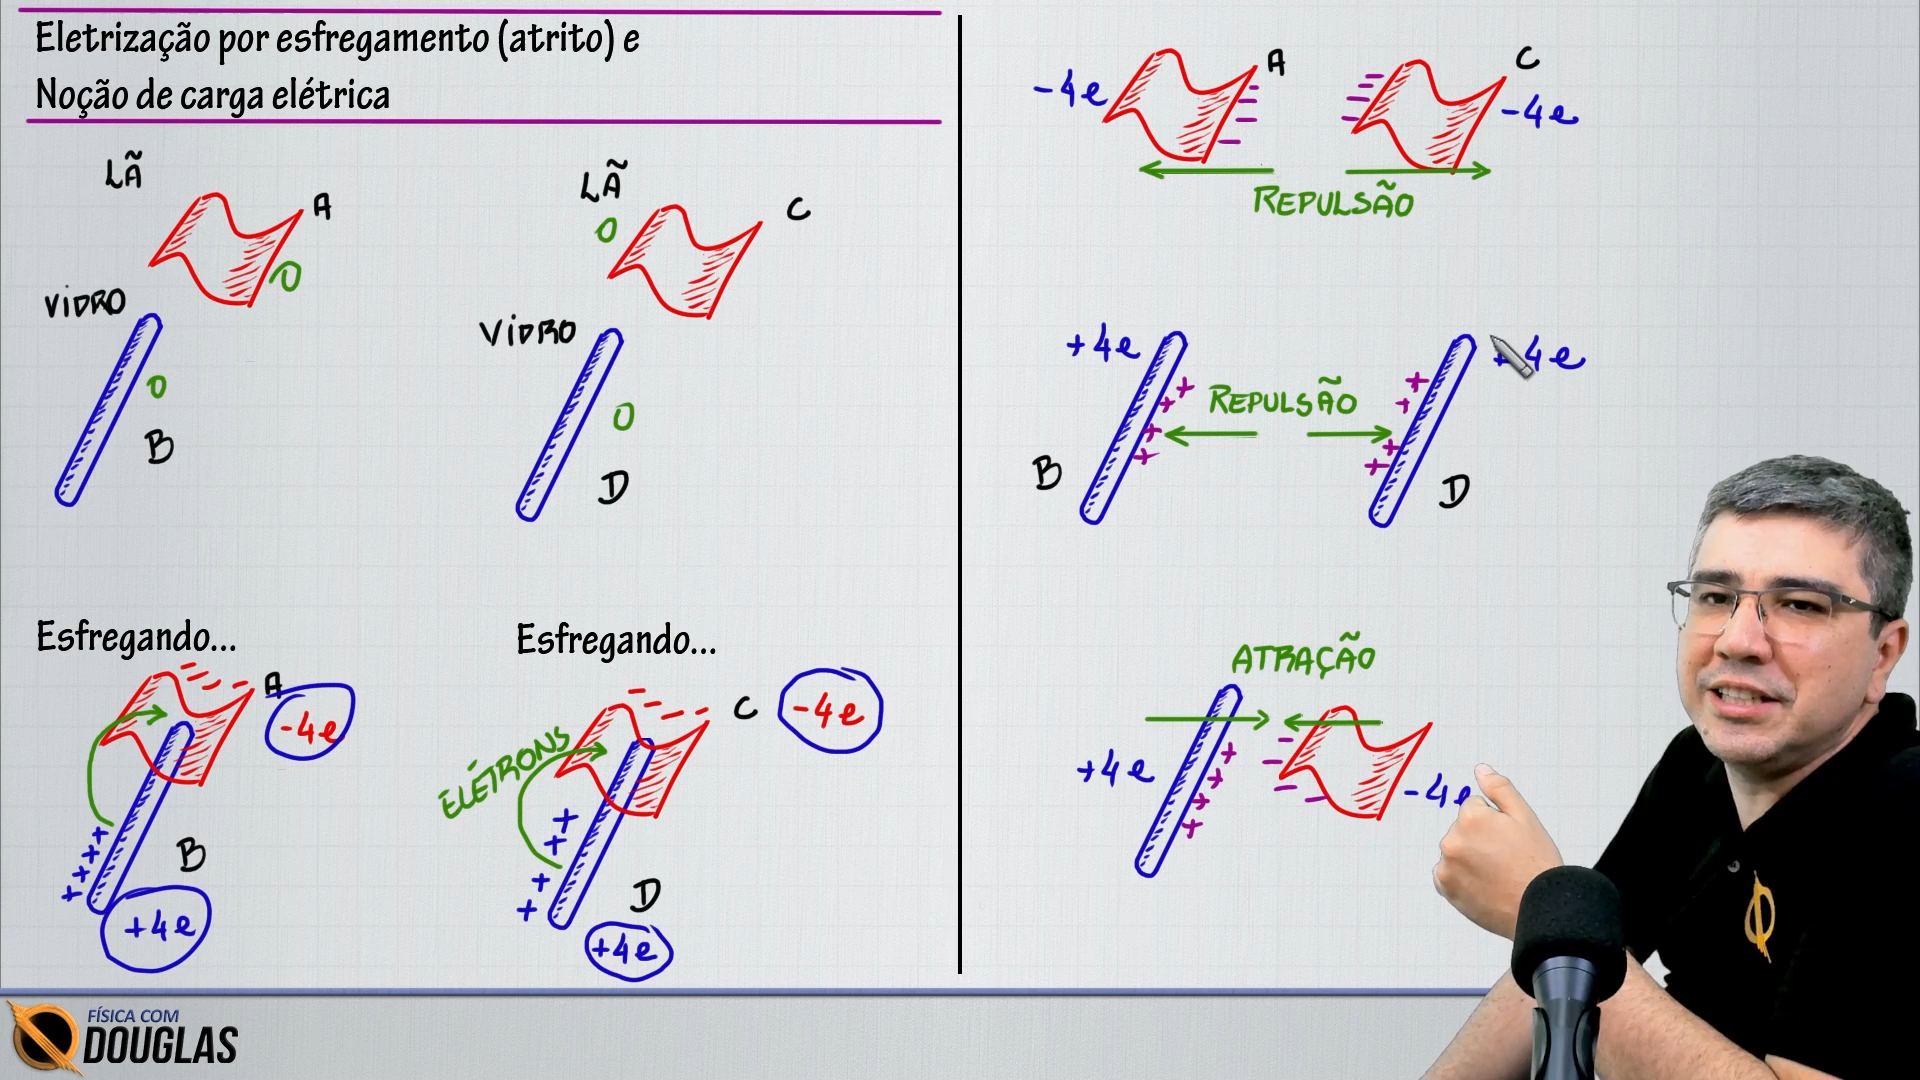 Eletrização por esfregamento (atrito) e
Noção de carga elétrica
LÃ
A
0
VIDRO
0
B
LÃ
0
C
VIDRO
0
D
Esfregando...
A
-4e
B
+4e
Esfregando...
C
-4e
ELÉTRONS
D
+4e
-4e
A
C
-4e
REPULSÃO
+4e
REPULSÃO
+4e
B
D
ATRAÇÃO
+4e
-4e
FÍSICA COM
DOUGLAS